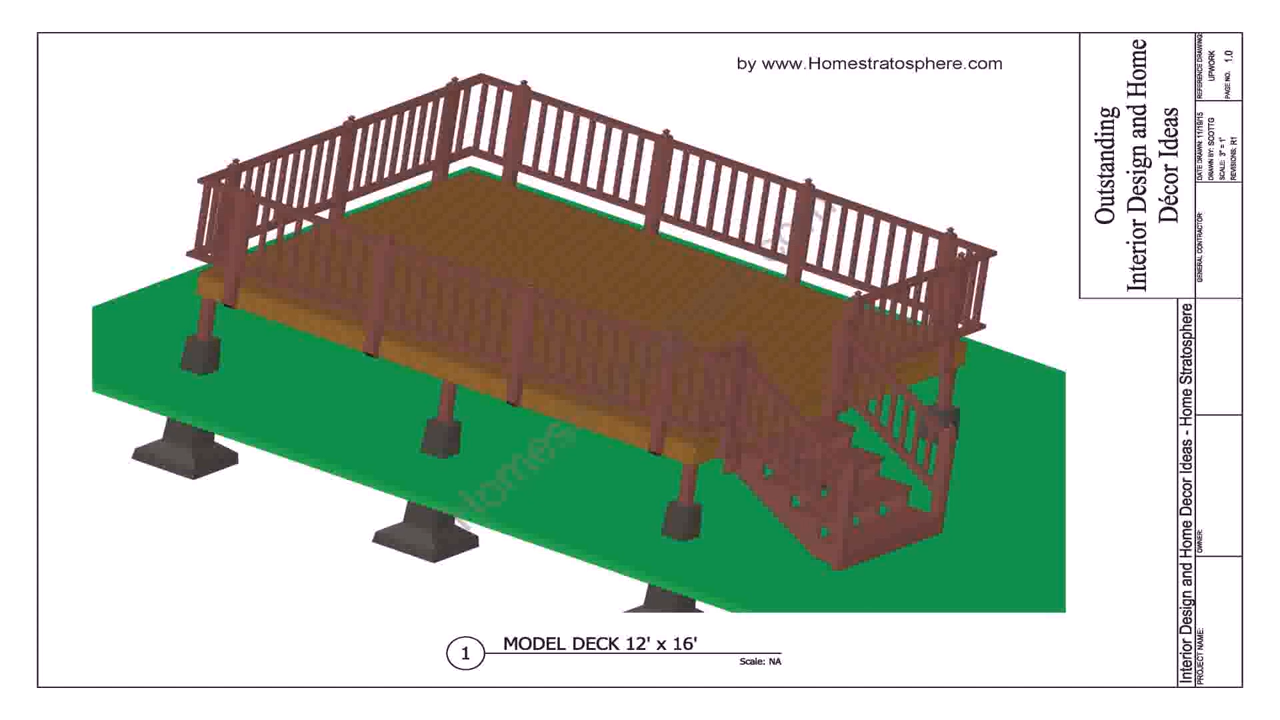 by www.Homestratosphere.com
Outstanding
Interior Design and Home
Décor Ideas
REFERENCE DRAWING:
UPWORK
PAGE NO. 1.0
DATE DRAWN: 11/19/15
DRAWN BY: SCOTTG
SCALE: 3" = 1'
REVISIONS: R1
GENERAL CONTRACTOR:
OWNER:
Interior Design and Home Decor Ideas - Home Stratosphere
PROJECT NAME:
1
MODEL DECK 12' x 16'
Scale: NA